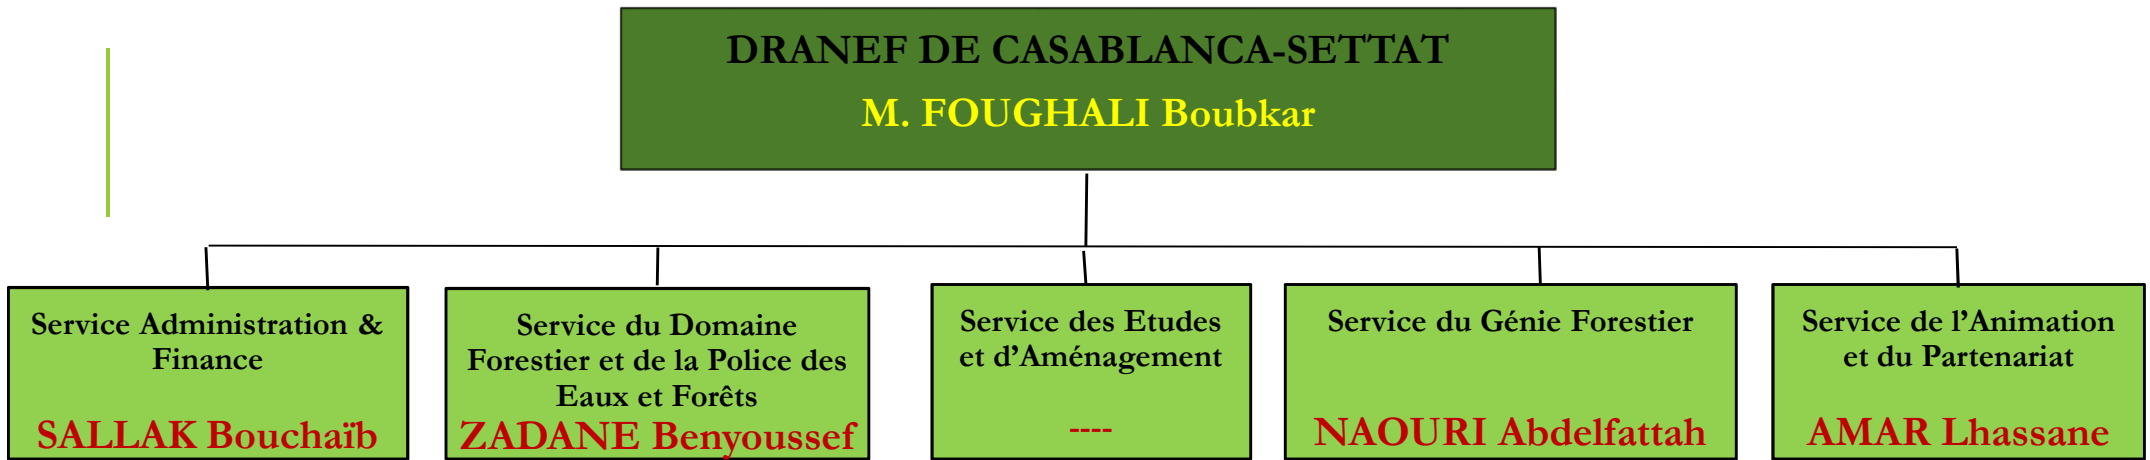 DRANEF DE CASABLANCA-SETTAT
M. FOUGHALI Boubkar
Service Administration &
Finance
SALLAK Bouchaïb
Service du Domaine
Forestier et de la Police des
Eaux et Forêts
ZADANE Benyoussef
Service des Etudes
et d’Aménagement
----
Service du Génie Forestier
NAOURI Abdelfattah
Service de l’Animation
et du Partenariat
AMAR Lhassane